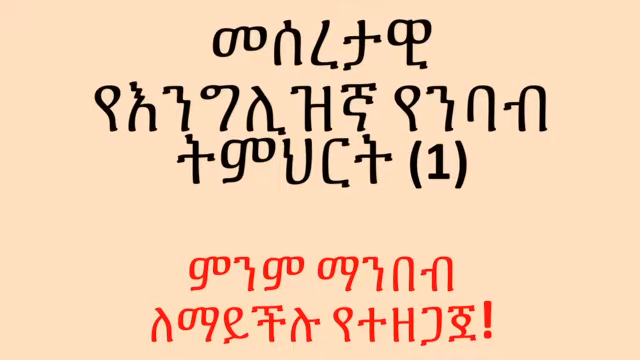 መሰረታዊ
የእንግሊዝኛ የንባብ
ትምህርት (1)
ምንም ማንበብ
ለማይችሉ የተዘጋጀ!